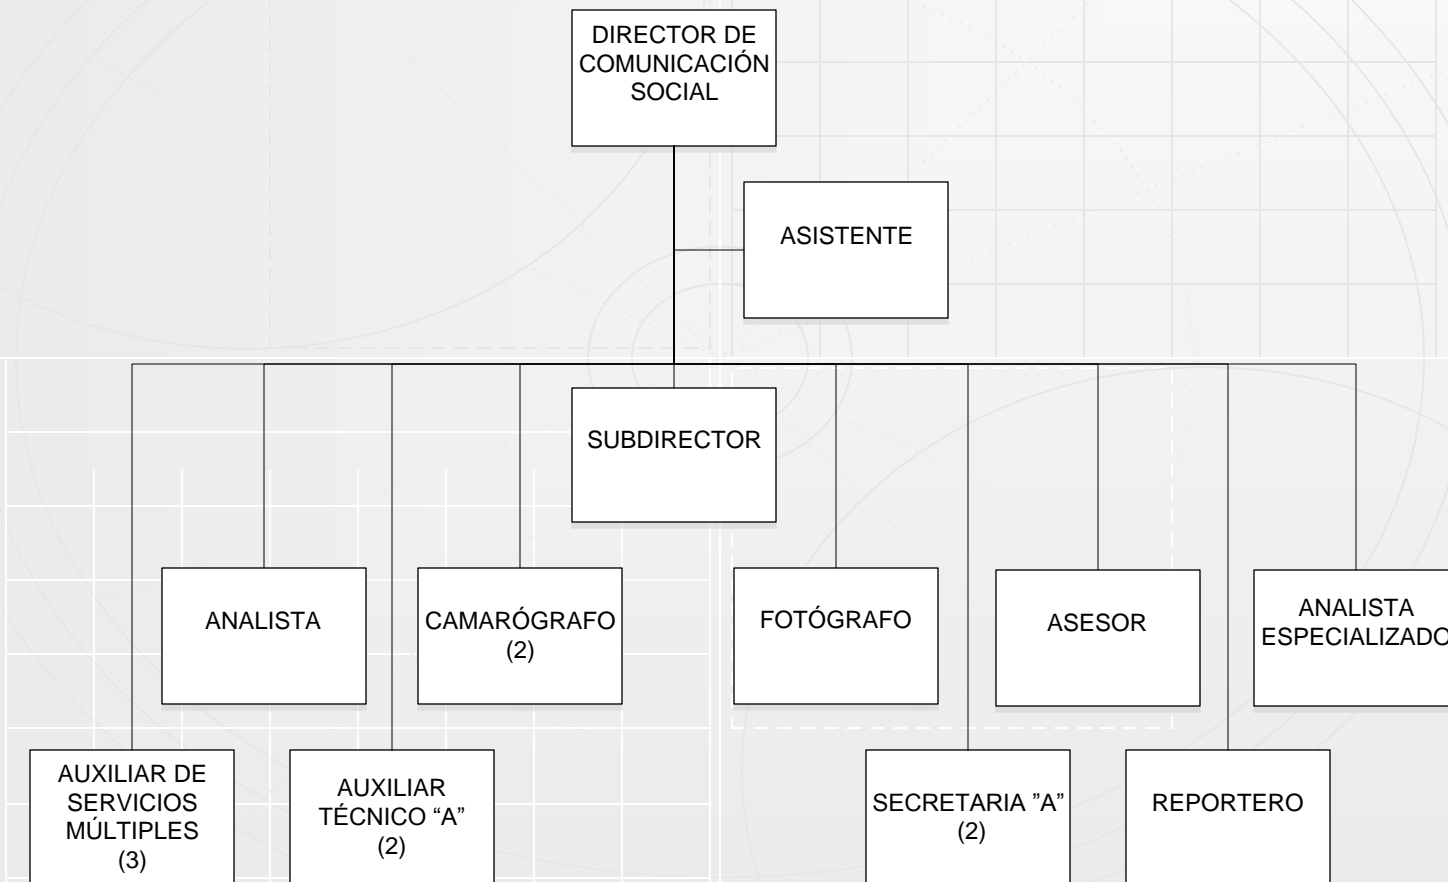 DIRECTOR DE
COMUNICACIÓN
SOCIAL
ASISTENTE
SUBDIRECTOR
ANALISTA
CAMARÓGRAFO
(2)
FOTÓGRAFO
ASESOR
ANALISTA
ESPECIALIZADO
AUXILIAR DE
SERVICIOS
MÚLTIPLES
(3)
AUXILIAR
TÉCNICO “A”
(2)
SECRETARIA ”A”
(2)
REPORTERO